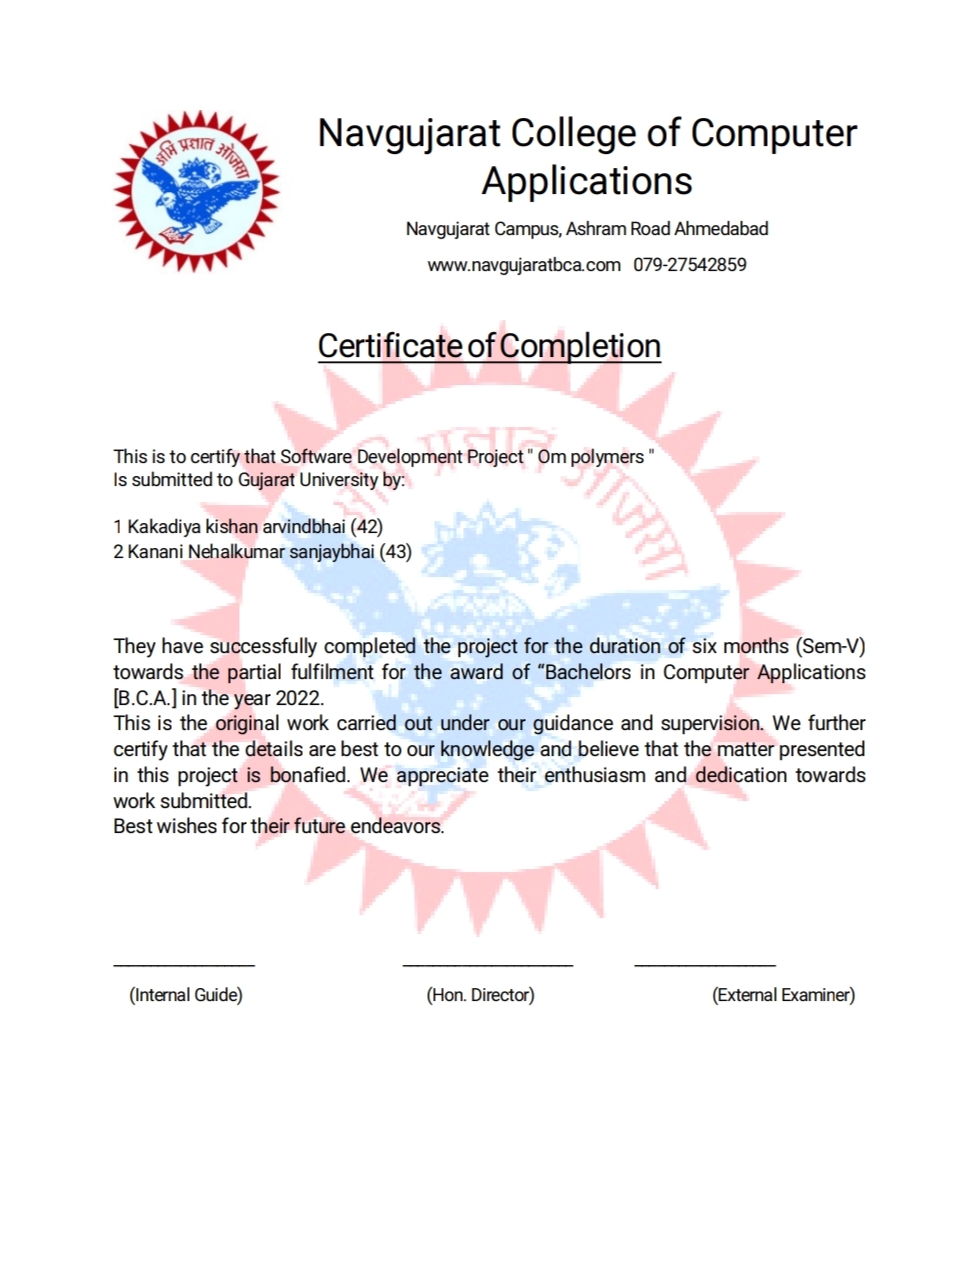 अभि प्रज्ञात ओजसा
Navgujarat College of Computer
Applications
Navgujarat Campus, Ashram Road Ahmedabad
www.navgujaratbca.com 079-27542859
Certificate of Completion
This is to certify that Software Development Project " Om polymers "
Is submitted to Gujarat University by:
1 Kakadiya kishan arvindbhai (42)
2 Kanani Nehalkumar sanjaybhai (43)
They have successfully completed the project for the duration of six months (Sem-V)
towards the partial fulfilment for the award of “Bachelors in Computer Applications
[B.C.A.] in the year 2022.
This is the original work carried out under our guidance and supervision. We further
certify that the details are best to our knowledge and believe that the matter presented
in this project is bonafied. We appreciate their enthusiasm and dedication towards
work submitted.
Best wishes for their future endeavors.
(Internal Guide) (Hon. Director) (External Examiner)